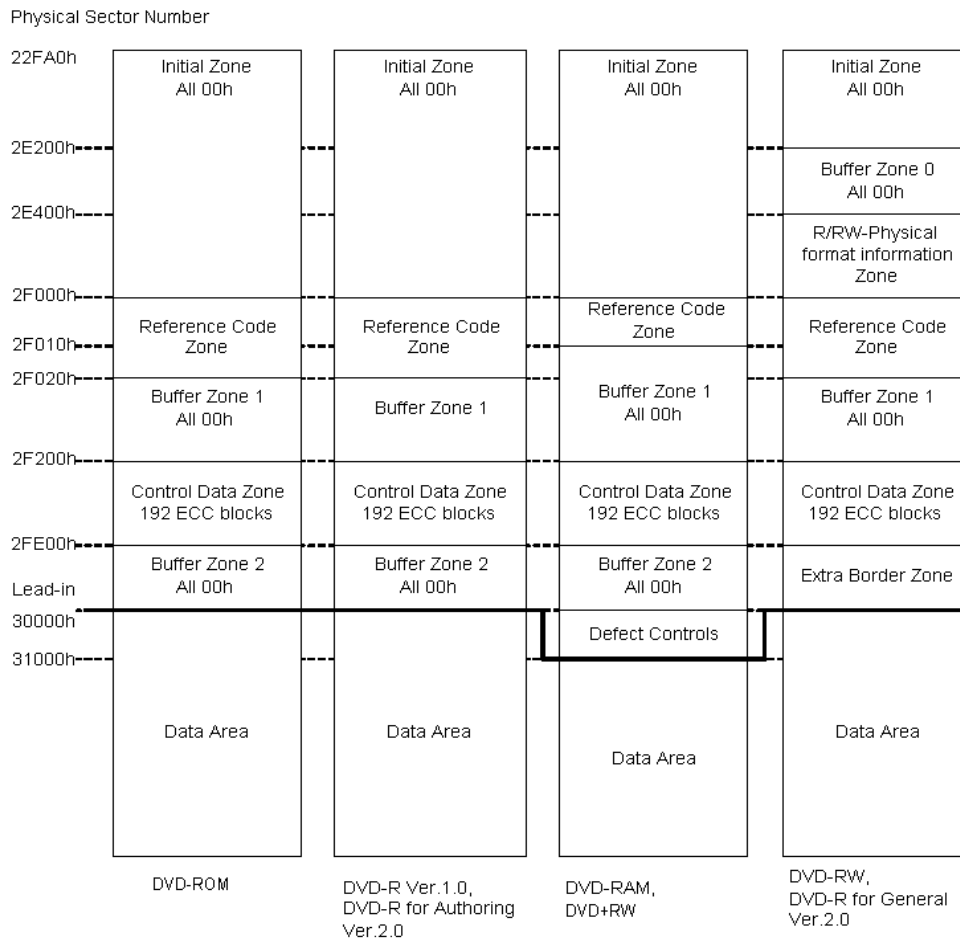 Physical Sector Number
22FA0h
2E200h
2E400h
2F000h
2F010h
2F020h
2F200h
2FE00h
Lead-in
30000h
31000h
Initial Zone
All 00h
Reference Code
Zone
Buffer Zone 1
All 00h
Control Data Zone
192 ECC blocks
Buffer Zone 2
All 00h
Data Area
DVD-ROM
Initial Zone
All 00h
Reference Code
Zone
Buffer Zone 1
Control Data Zone
192 ECC blocks
Buffer Zone 2
All 00h
Data Area
DVD-R Ver.1.0,
DVD-R for Authoring
Ver.2.0
Initial Zone
All 00h
Reference Code
Zone
Buffer Zone 1
All 00h
Control Data Zone
192 ECC blocks
Buffer Zone 2
All 00h
Defect Controls
Data Area
DVD-RAM,
DVD+RW
Initial Zone
All 00h
Buffer Zone 0
All 00h
R/RW-Physical
format information
Zone
Reference Code
Zone
Buffer Zone 1
All 00h
Control Data Zone
192 ECC blocks
Extra Border Zone
Data Area
DVD-RW,
DVD-R for General
Ver.2.0